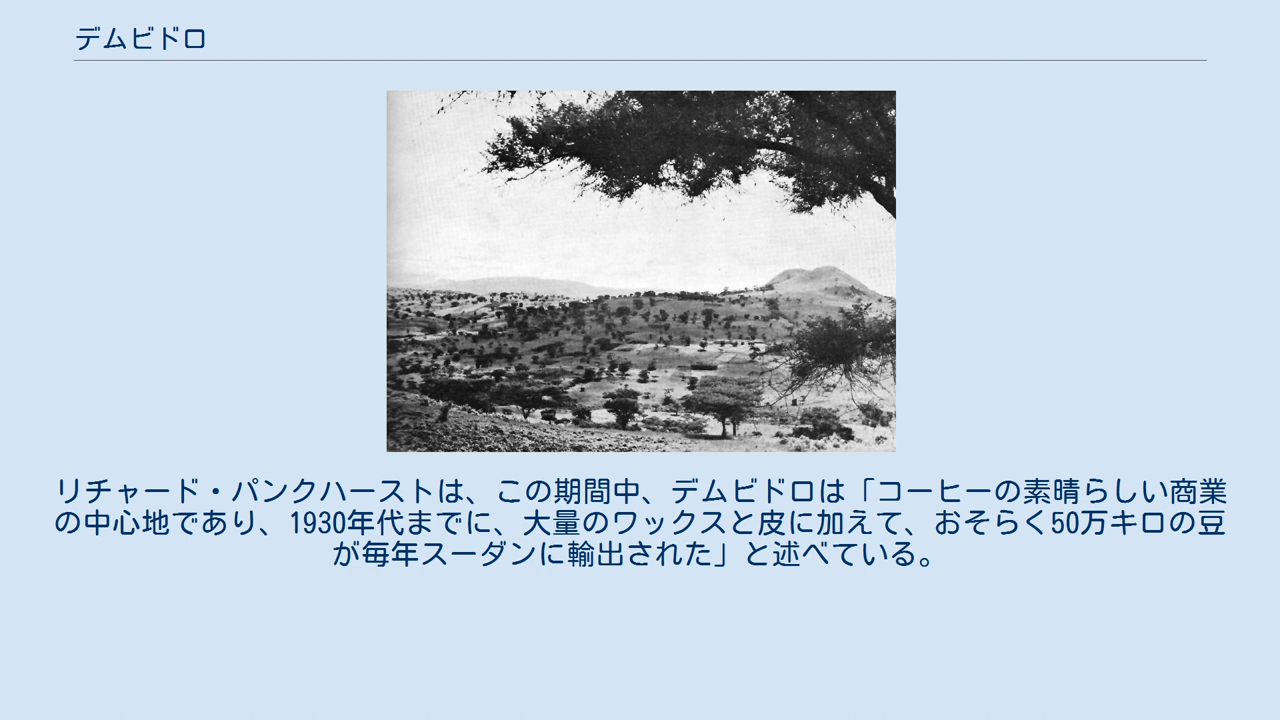 デムビドロ
リチャード・パンクハーストは、この期間中、デムビドロは「コーヒーの素晴らしい商業
の中心地であり、1930年代までに、大量のワックスと皮に加えて、おそらく50万キロの豆
が毎年スーダンに輸出された」と述べている。